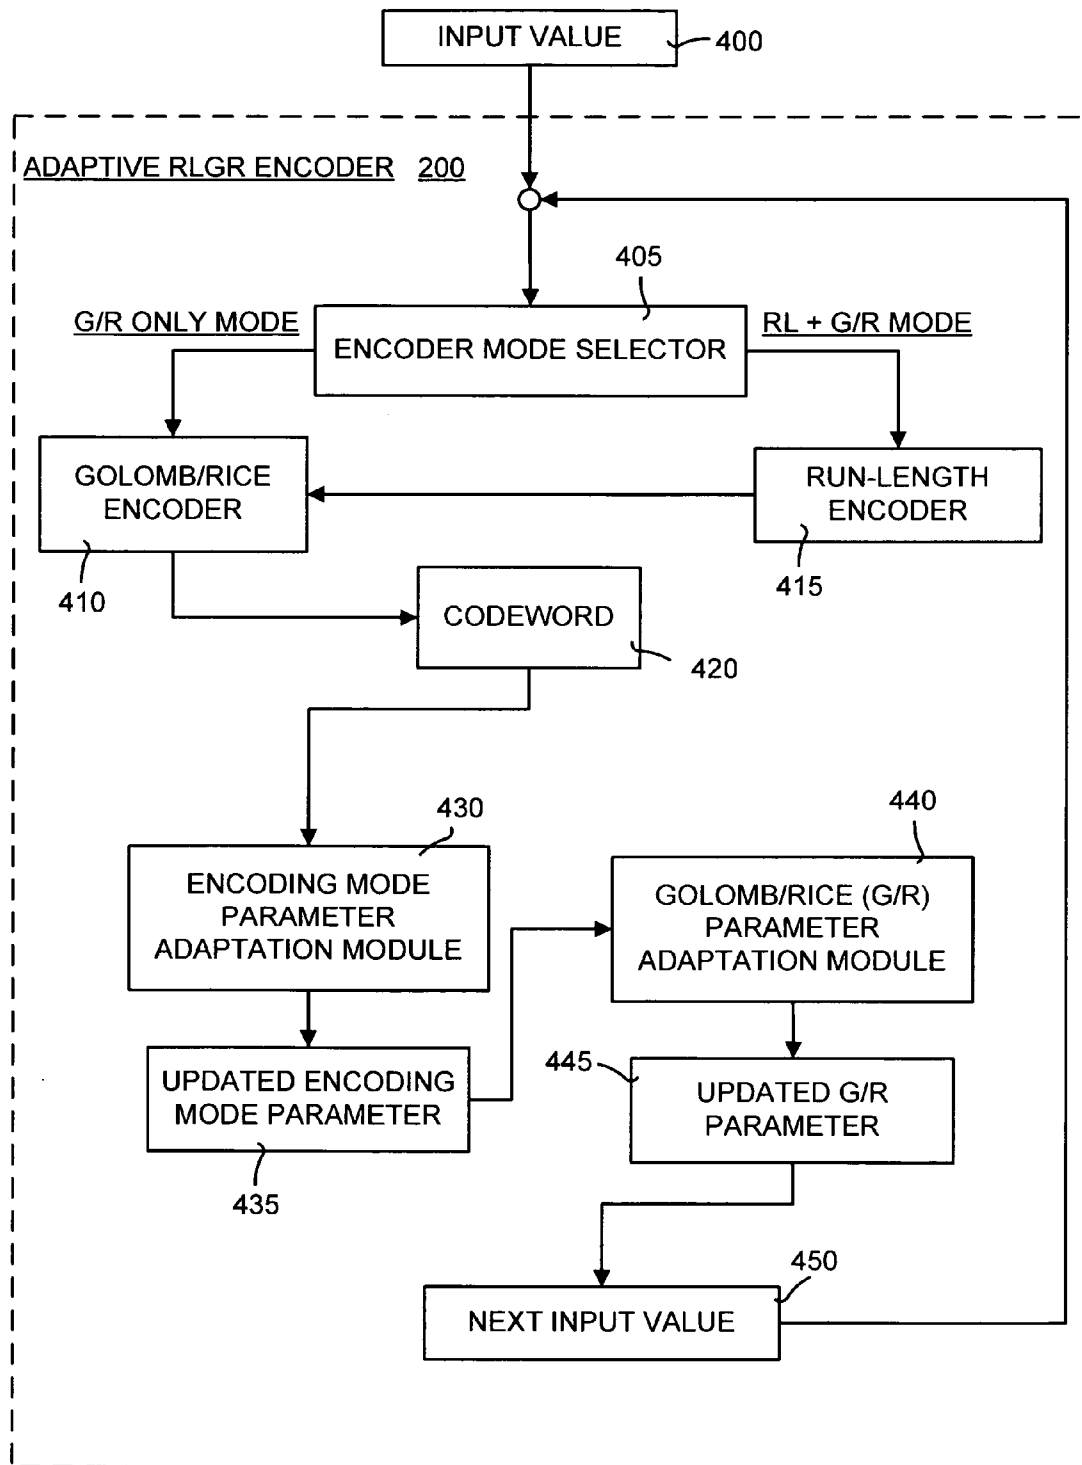 INPUT VALUE
400
ADAPTIVE RLGR ENCODER 200
405
G/R ONLY MODE
ENCODER MODE SELECTOR
RL + G/R MODE
GOLOMB/RICE
ENCODER
410
RUN-LENGTH
ENCODER
415
CODEWORD
420
430
ENCODING MODE
PARAMETER
ADAPTATION MODULE
440
GOLOMB/RICE (G/R)
PARAMETER
ADAPTATION MODULE
UPDATED ENCODING
MODE PARAMETER
435
445
UPDATED G/R
PARAMETER
450
NEXT INPUT VALUE